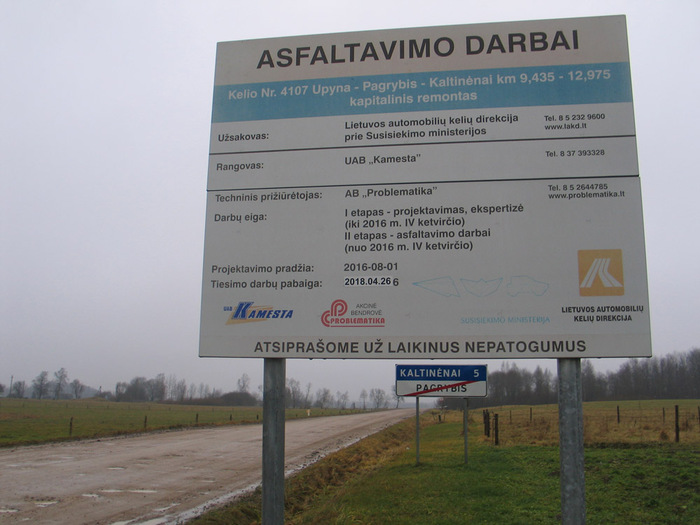 ASFALTAVIMO DARBAI
Kelio Nr. 4107 Upyna - Pagrybis - Kaltinėnai km 9,435 - 12,975
kapitalinis remontas
Užsakovas:
Lietuvos automobilių kelių direkcija
prie Susisiekimo ministerijos
Tel. 8 5 232 9600
www.lakd.lt
Rangovas:
UAB „Kamesta"
Tel. 8 37 393328
Techninis prižiūrėtojas:
AB „Problematika"
Tel. 8 5 2644785
www.problematika.lt
Darbų eiga:
I etapas - projektavimas, ekspertizė
(iki 2016 m. IV ketvirčio)
II etapas - asfaltavimo darbai
(nuo 2016 m. IV ketvirčio)
Projektavimo pradžia:
2016-08-01
Tiesimo darbų pabaiga:
2018.04.26 6
UAB KAMESTA
AKCINĖ
BENDROVĖ
PROBLEMATIKA
SUSISIEKIMO MINISTERIJA
LIETUVOS AUTOMOBILIŲ
KELIŲ DIREKCIJA
ATSIPRAŠOME UŽ LAIKINUS NEPATOGUMUS
KALTINĖNAI 5
PAGRYBIS